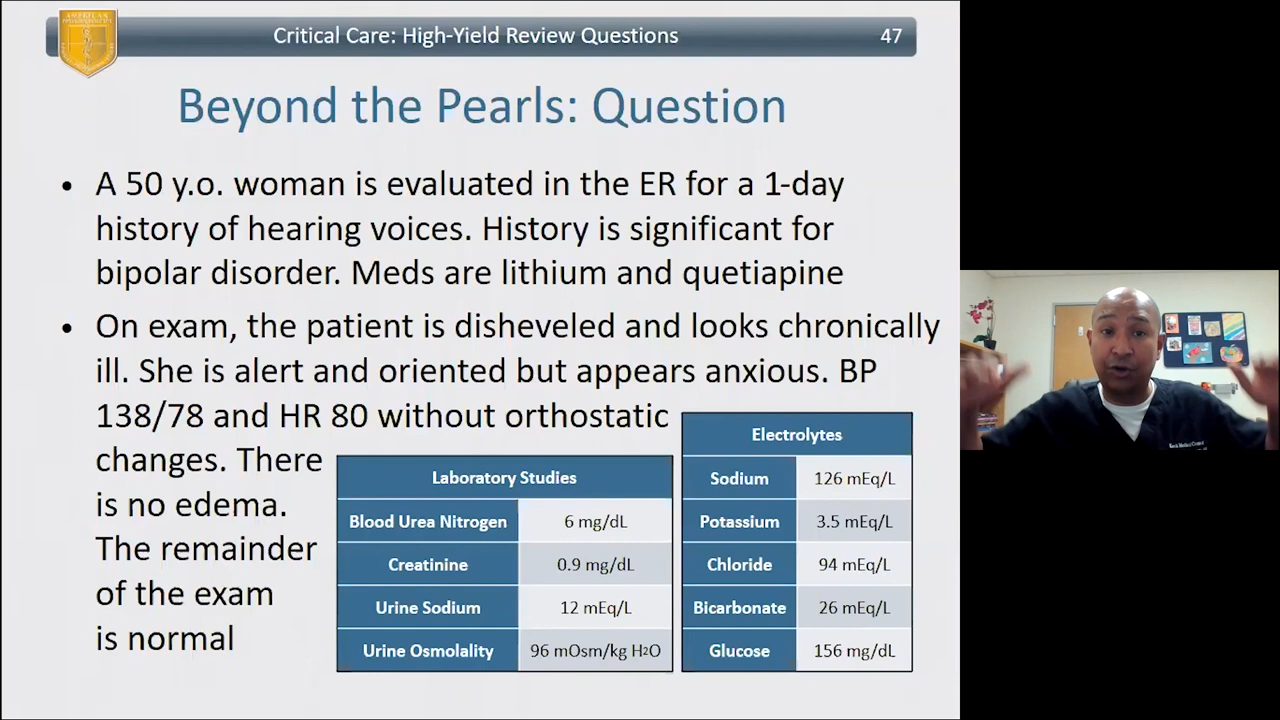 AMERICAN
Critical Care: High-Yield Review Questions 47
Beyond the Pearls: Question
• A 50 y.o. woman is evaluated in the ER for a 1-day
history of hearing voices. History is significant for
bipolar disorder. Meds are lithium and quetiapine
• On exam, the patient is disheveled and looks chronically
ill. She is alert and oriented but appears anxious. BP
138/78 and HR 80 without orthostatic
changes. There
is no edema.
The remainder
of the exam
is normal
Laboratory Studies
Blood Urea Nitrogen 6 mg/dL
Creatinine 0.9 mg/dL
Urine Sodium 12 mEq/L
Urine Osmolality 96 mOsm/kg H2O
Electrolytes
Sodium 126 mEq/L
Potassium 3.5 mEq/L
Chloride 94 mEq/L
Bicarbonate 26 mEq/L
Glucose 156 mg/dL